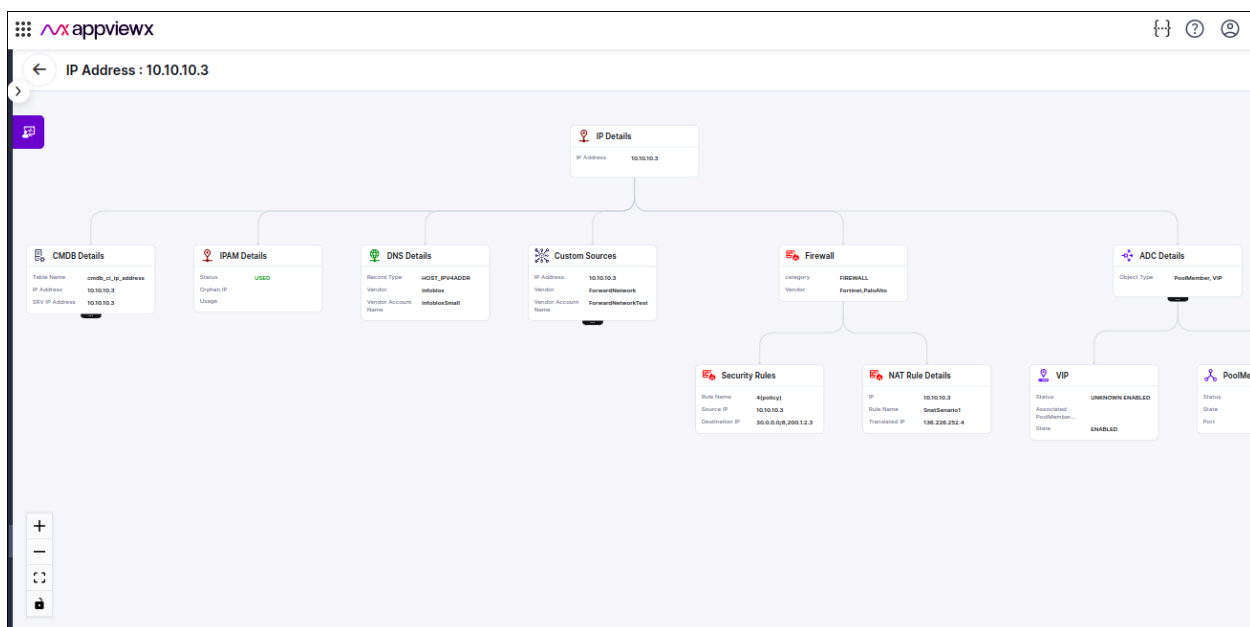 appviewx
IP Address : 10.10.10.3
IP Details
IP Address 10.10.10.3
CMDB Details
Table Name cmdb_ci_ip_address
IP Address 10.10.10.3
SRV IP Address 10.10.10.3
IPAM Details
Status USED
Orphan IP
Usage
DNS Details
Record Type HOST_IPV4ADDR
Vendor Infoblox
Vendor Account Name InfobloxSmall
Custom Sources
IP Address 10.10.10.3
Vendor ForwardNetwork
Vendor Account Name ForwardNetworkTest
Firewall
category FIREWALL
Vendor Fortinet,PaloAlto
ADC Details
Object Type PoolMember, VIP
Security Rules
Rule Name 4(policy)
Source IP 10.10.10.3
Destination IP 30.0.0.0/8,200.1.2.3
NAT Rule Details
IP 10.10.10.3
Rule Name SnatSenario1
Translated IP 136.226.252.4
VIP
Status UNKNOWN ENABLED
Associated PoolMember...
State ENABLED
PoolMe
Status
State
Port